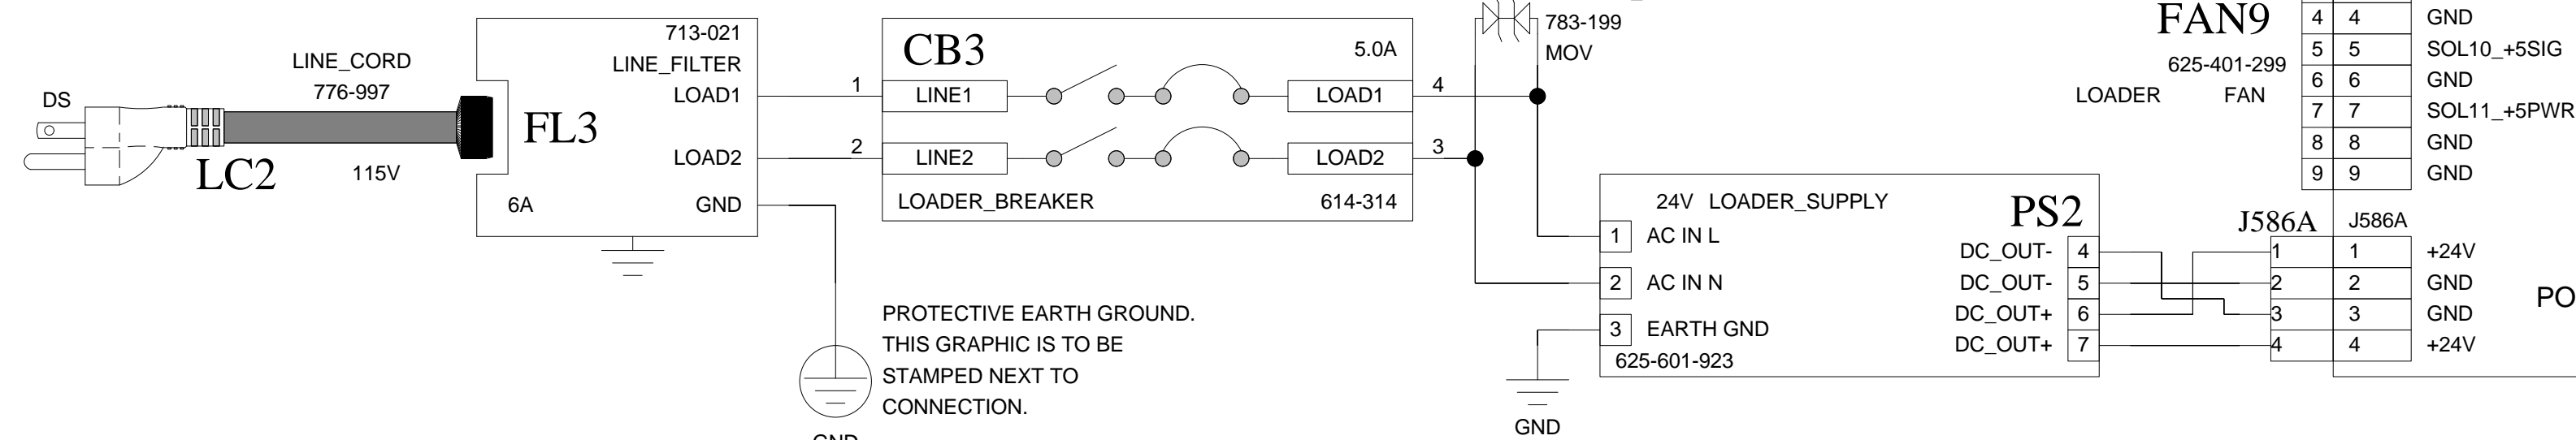 DS
LINE_CORD
776-997
LC2
115V
713-021
LINE_FILTER
LOAD1
FL3
LOAD2
6A
GND
1
2
CB3
5.0A
LINE1
LOAD1
LINE2
LOAD2
LOADER_BREAKER
614-314
4
3
783-199
MOV
PROTECTIVE EARTH GROUND.
THIS GRAPHIC IS TO BE
STAMPED NEXT TO
CONNECTION.
24V LOADER_SUPPLY
PS2
1 AC IN L
2 AC IN N
3 EARTH GND
625-601-923
DC_OUT- 4
DC_OUT- 5
DC_OUT+ 6
DC_OUT+ 7
GND
FAN9
625-401-299
LOADER FAN
4 4 GND
5 5 SOL10_+5SIG
6 6 GND
7 7 SOL11_+5PWR
8 8 GND
9 9 GND
J586A J586A
1 1 +24V
2 2 GND
3 3 GND
4 4 +24V
PO